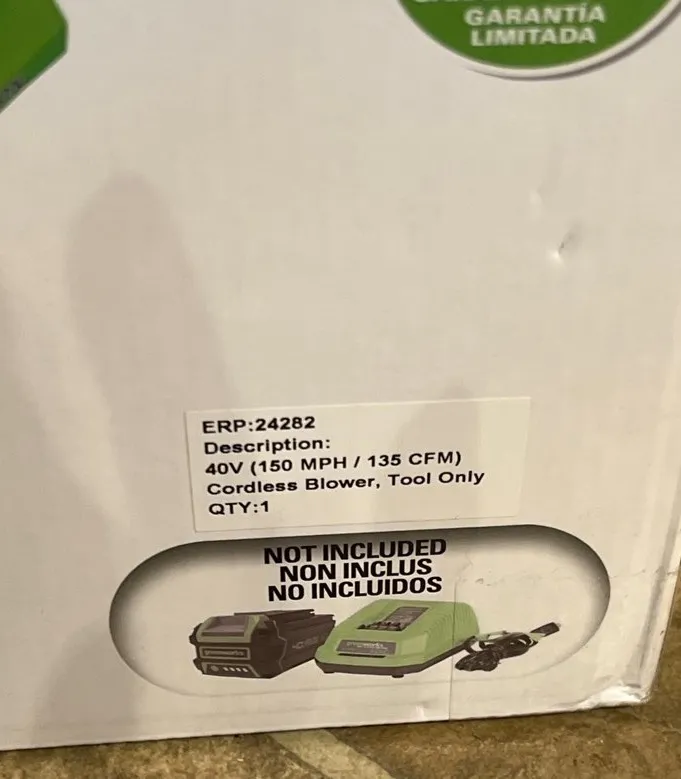 GARANTÍA
LIMITADA
ERP:24282
Description:
40V (150 MPH / 135 CFM)
Cordless Blower, Tool Only
QTY:1
NOT INCLUDED
NON INCLUS
NO INCLUIDOS
greenworks